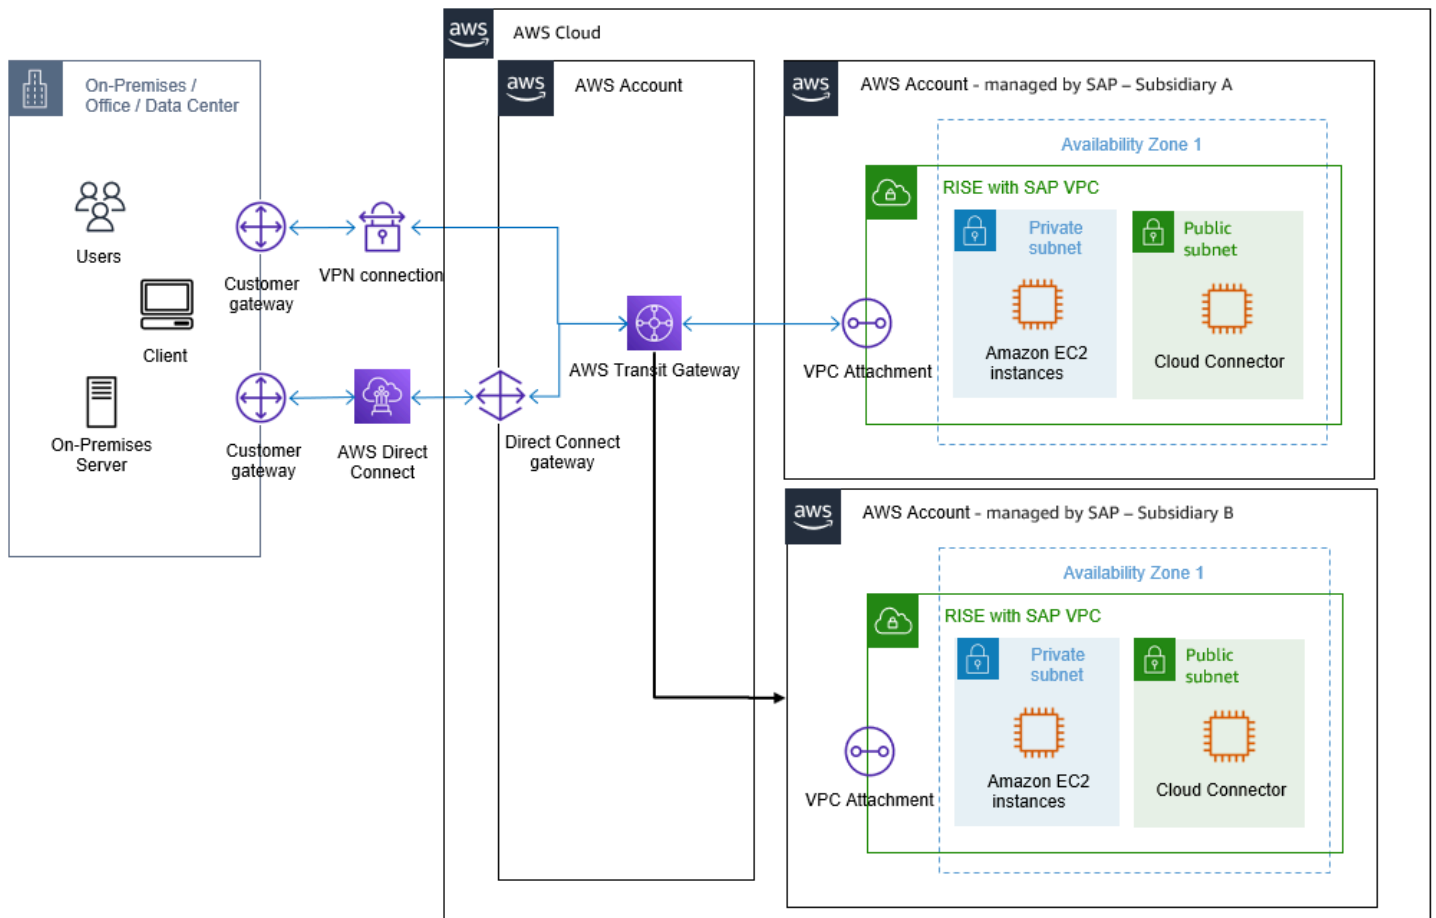 aws
AWS Cloud
On-Premises /
Office / Data Center
aws
AWS Account
aws
AWS Account - managed by SAP – Subsidiary A
Availability Zone 1
RISE with SAP VPC
Private
subnet
Public
subnet
Users
Customer
gateway
VPN connection
Client
AWS Transit Gateway
VPC Attachment
Amazon EC2
instances
Cloud Connector
On-Premises
Server
Customer
gateway
AWS Direct
Connect
Direct Connect
gateway
aws
AWS Account - managed by SAP – Subsidiary B
Availability Zone 1
RISE with SAP VPC
Private
subnet
Public
subnet
VPC Attachment
Amazon EC2
instances
Cloud Connector